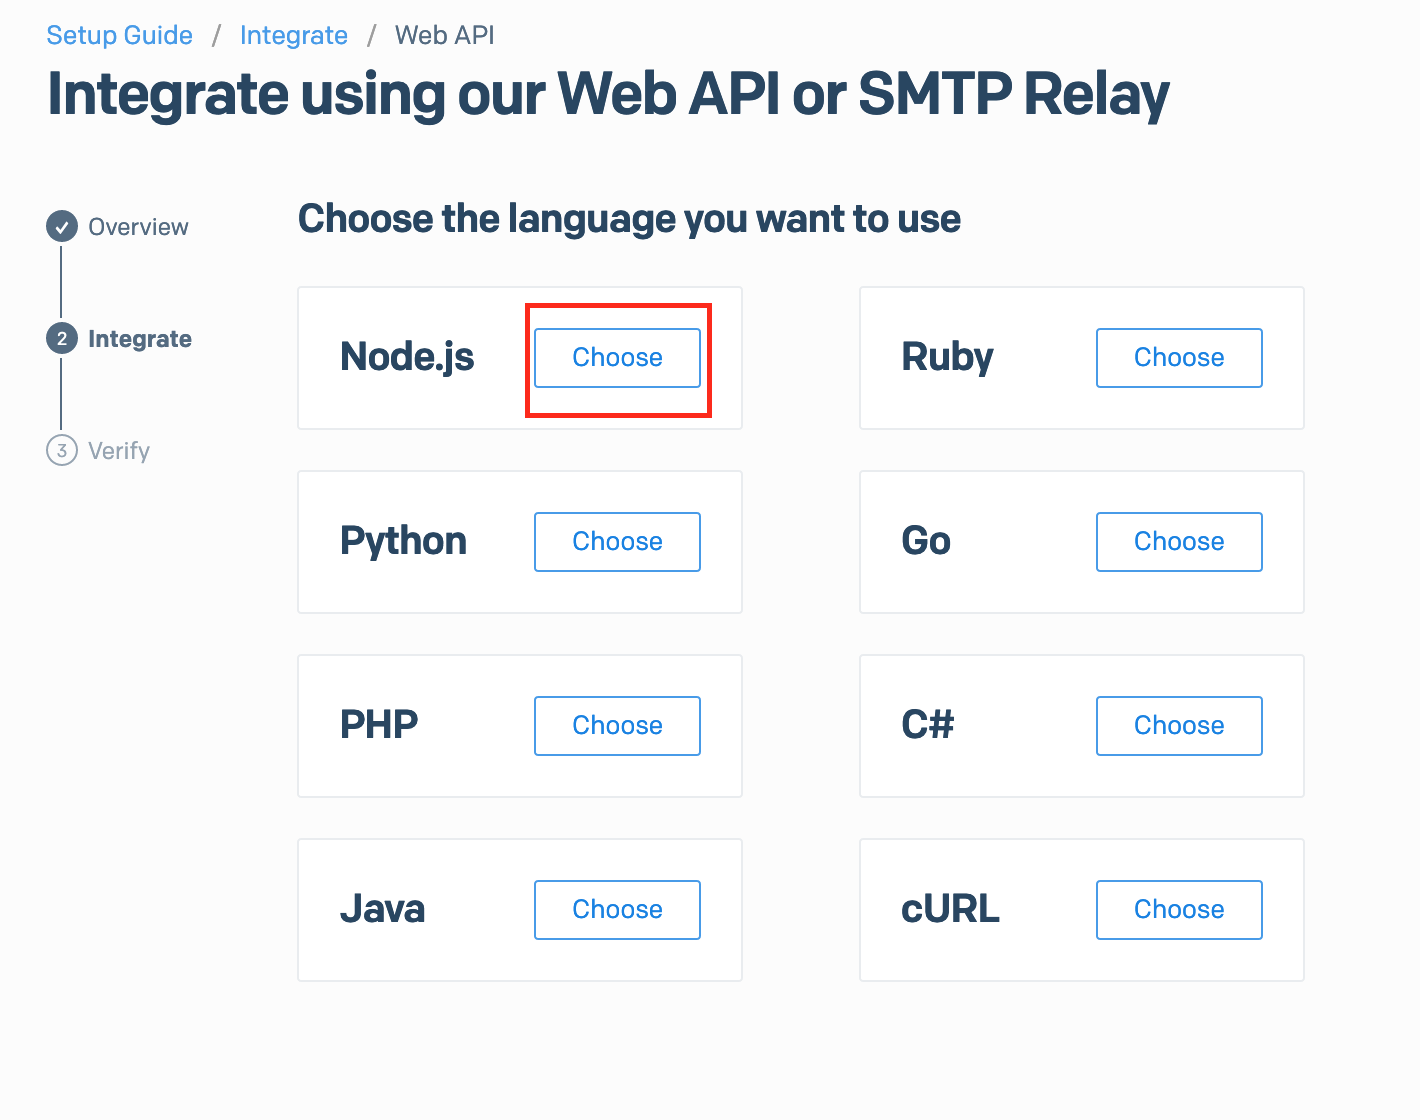 Setup Guide / Integrate / Web API
Integrate using our Web API or SMTP Relay
Overview
2 Integrate
3 Verify
Choose the language you want to use
Node.js Choose
Ruby Choose
Python Choose
Go Choose
PHP Choose
C# Choose
Java Choose
cURL Choose